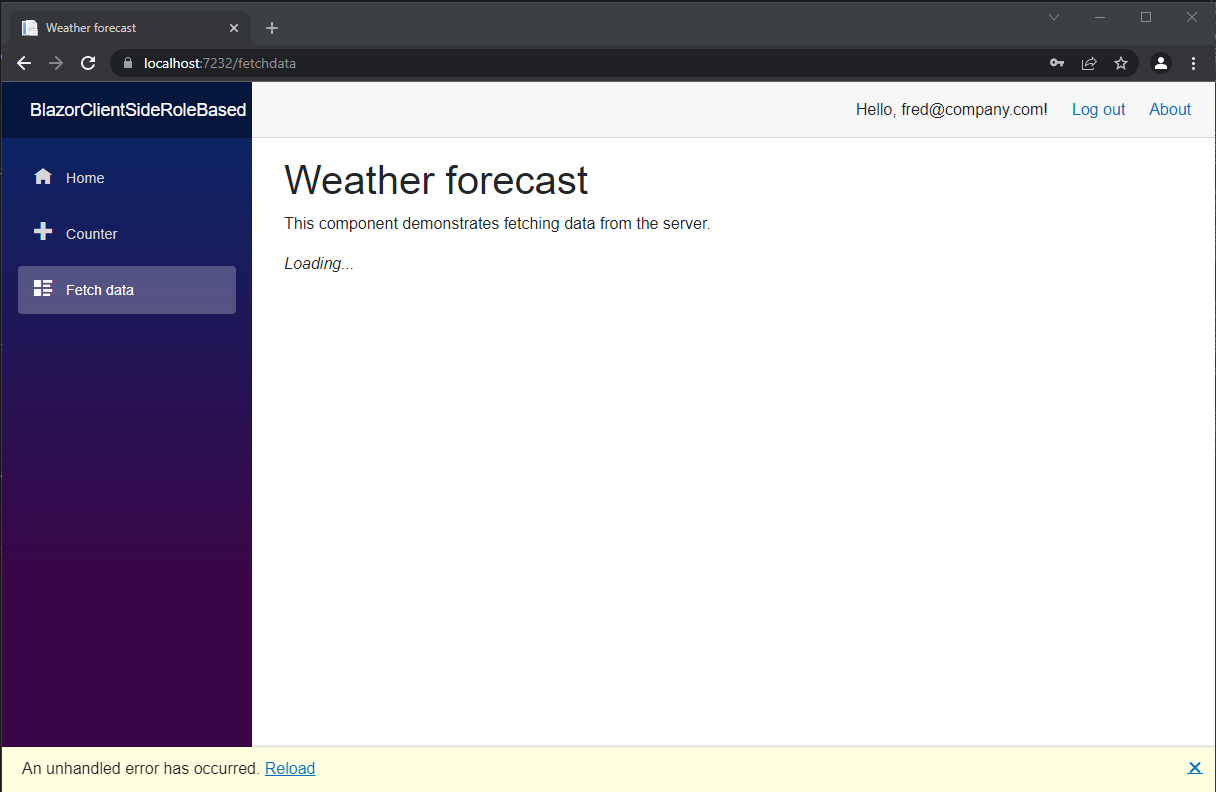 Weather forecast
localhost:7232/fetchdata
BlazorClientSideRoleBased
Hello, fred@company.com! Log out About
Home
Counter
Fetch data
Weather forecast
This component demonstrates fetching data from the server.
Loading...
An unhandled error has occurred. Reload